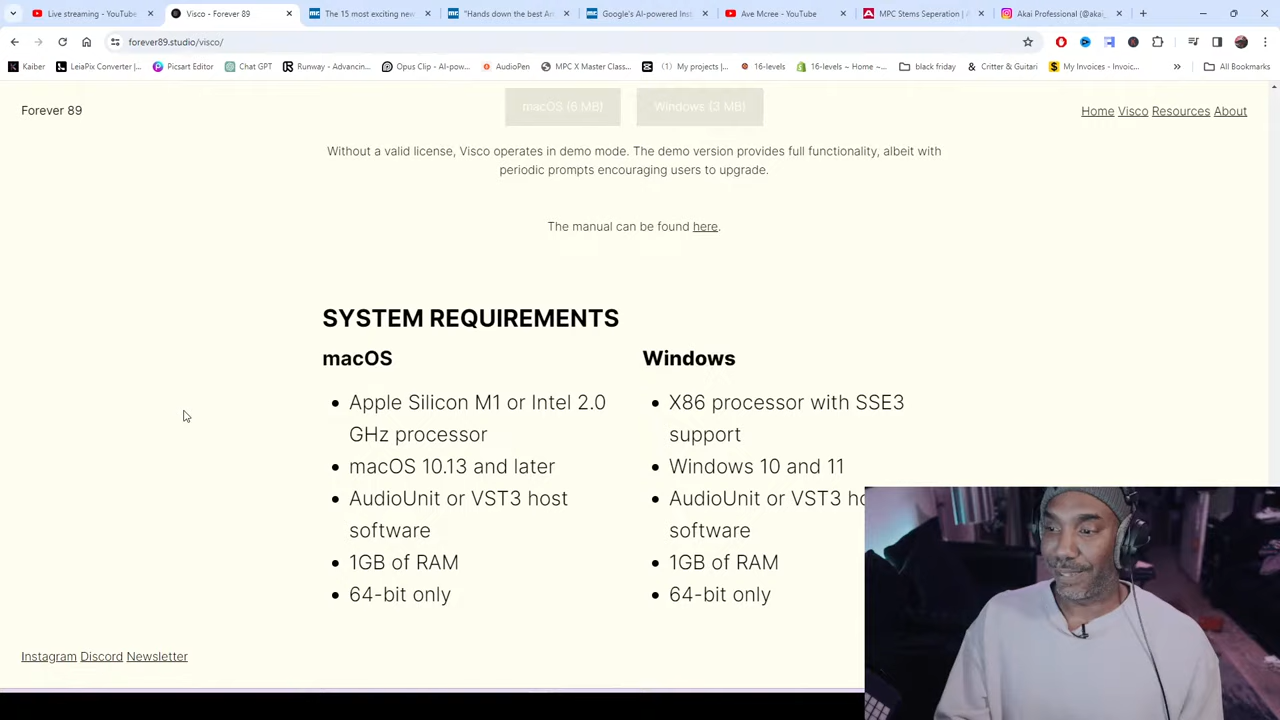 Live streaming - YouTube
Visco - Forever 89
The 15 most exciting new
"Hands down the best Am
Google's AI-powered Inst
Ave Mcree - YouTube
MPC Stems Seperation | A
Akai Professional (@akai_
forever89.studio/visco/
Kaiber
LeiaPix Converter |...
Picsart Editor
Chat GPT
Runway - Advancin...
Opus Clip - AI-pow...
AudioPen
MPC X Master Class...
(1) My projects |...
16-levels
16-levels ~ Home ~...
black friday
Critter & Guitari
My Invoices - Invoic...
All Bookmarks
Forever 89
macOS (6 MB)
Windows (3 MB)
Home Visco Resources About
Without a valid license, Visco operates in demo mode. The demo version provides full functionality, albeit with
periodic prompts encouraging users to upgrade.
The manual can be found here.
SYSTEM REQUIREMENTS
macOS
Apple Silicon M1 or Intel 2.0
GHz processor
macOS 10.13 and later
AudioUnit or VST3 host
software
1GB of RAM
64-bit only
Windows
X86 processor with SSE3
support
Windows 10 and 11
AudioUnit or VST3 ho
software
1GB of RAM
64-bit only
Instagram Discord Newsletter